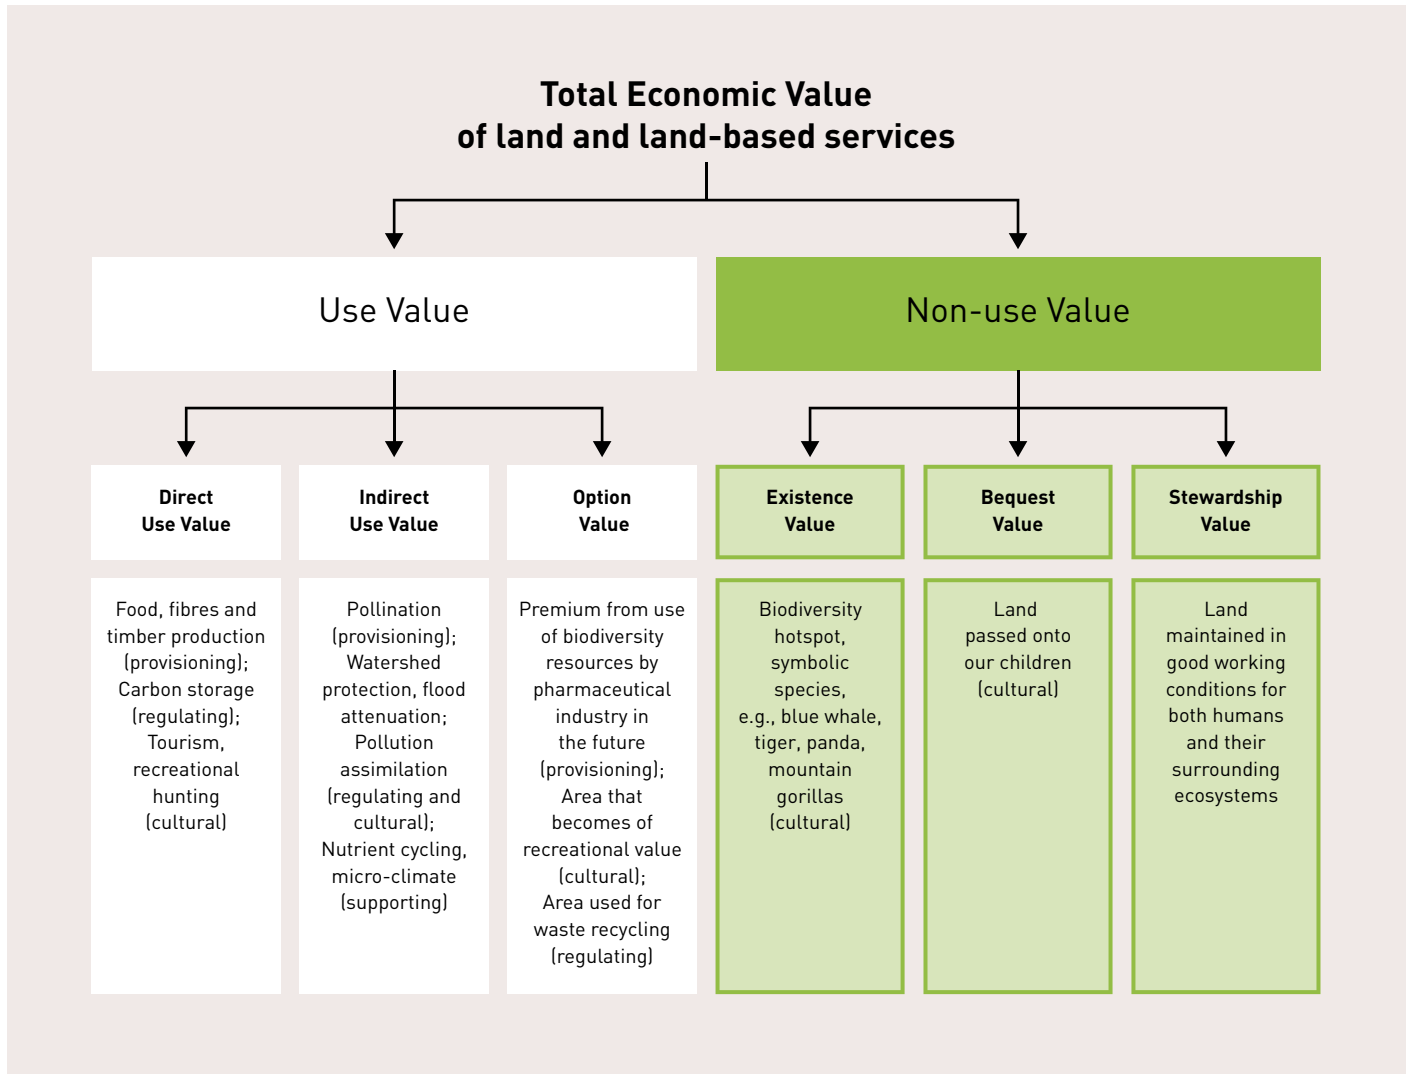 Total Economic Value
of land and land-based services
Use Value
Non-use Value
Direct
Use Value
Indirect
Use Value
Option
Value
Existence
Value
Bequest
Value
Stewardship
Value
Food, fibres and
timber production
(provisioning);
Carbon storage
(regulating);
Tourism,
recreational
hunting
(cultural)
Pollination
(provisioning);
Watershed
protection, flood
attenuation;
Pollution
assimilation
(regulating and
cultural);
Nutrient cycling,
micro-climate
(supporting)
Premium from use
of biodiversity
resources by
pharmaceutical
industry in
the future
(provisioning);
Area that
becomes of
recreational value
(cultural);
Area used for
waste recycling
(regulating)
Biodiversity
hotspot,
symbolic
species,
e.g., blue whale,
tiger, panda,
mountain
gorillas
(cultural)
Land
passed onto
our children
(cultural)
Land
maintained in
good working
conditions for
both humans
and their
surrounding
ecosystems